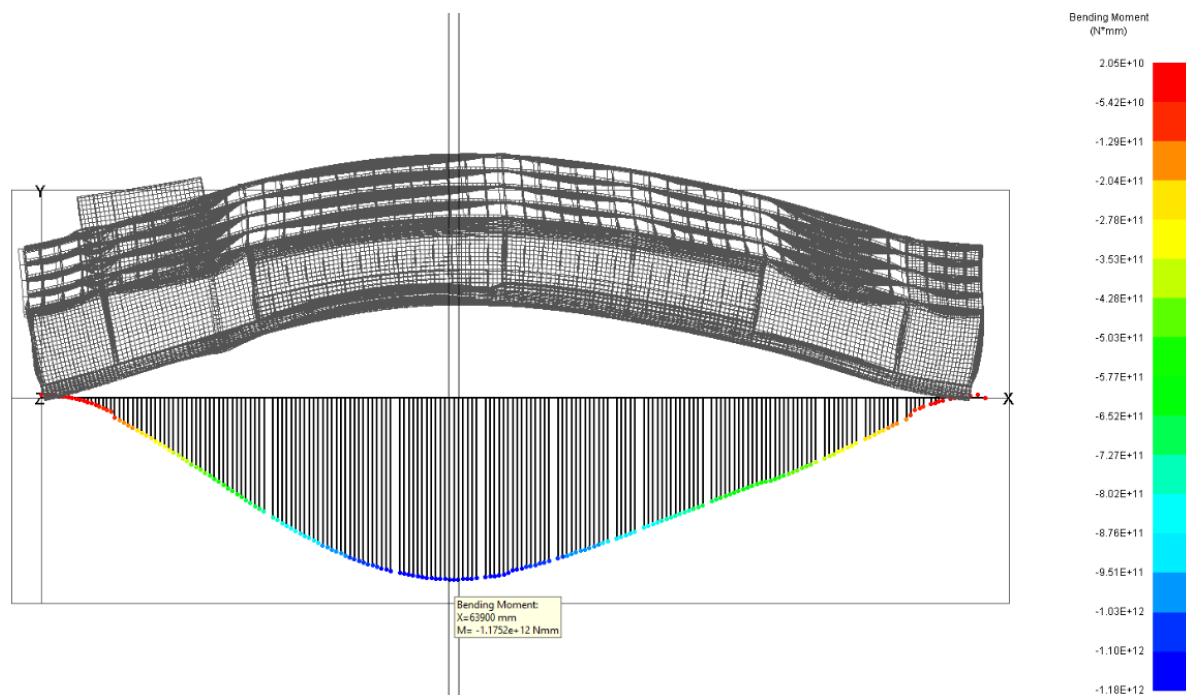 Bending Moment
(N*mm)
2.05E+10
-5.42E+10
-1.29E+11
-2.04E+11
-2.78E+11
-3.53E+11
-4.28E+11
-5.03E+11
-5.77E+11
-6.52E+11
-7.27E+11
-8.02E+11
-8.76E+11
-9.51E+11
-1.03E+12
-1.10E+12
-1.18E+12
Y
Z
X
Bending Moment:
X=63900 mm
M= -1.1752e+12 Nmm